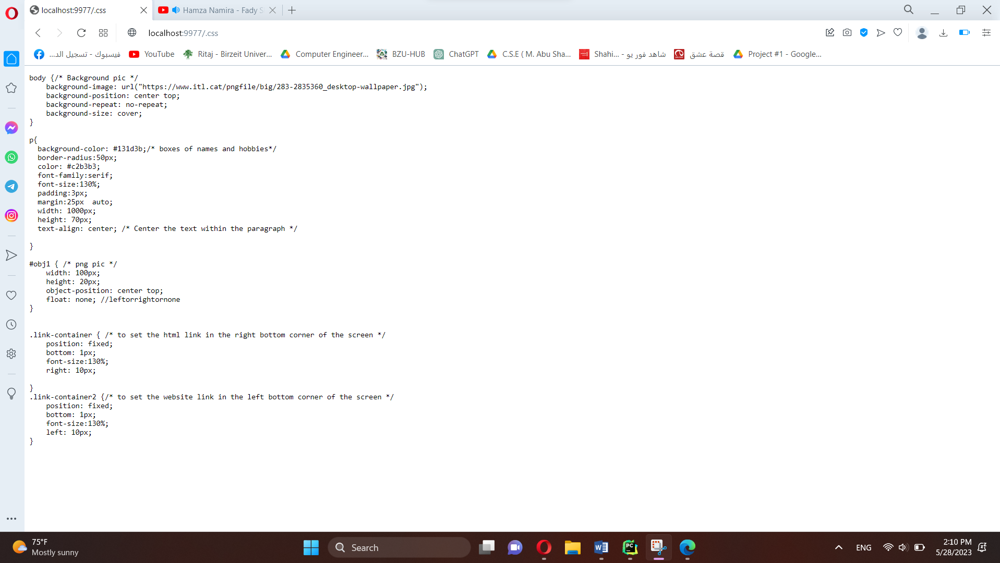 localhost:9977/.css
Hamza Namira - Fady S
localhost:9977/.css
فيسبوك - تسجيل الد...
YouTube
Ritaj - Birzeit Univer...
Computer Engineer...
BZU-HUB
ChatGPT
C.S.E ( M. Abu Sha...
Shahi... - شاهد فور يو
قصة عشق
Project #1 - Google...
body {/* Background pic */
    background-image: url("https://www.itl.cat/pngfile/big/283-2835360_desktop-wallpaper.jpg");
    background-position: center top;
    background-repeat: no-repeat;
    background-size: cover;
}
p{
  background-color: #131d3b;/* boxes of names and hobbies*/
  border-radius:50px;
  color: #c2b3b3;
  font-family:serif;
  font-size:130%;
  padding:3px;
  margin:25px  auto;
  width: 1000px;
  height: 70px;
  text-align: center; /* Center the text within the paragraph */
}
#obj1 { /* png pic */
    width: 100px;
    height: 20px;
    object-position: center top;
    float: none; //leftorrightornone
}
.link-container { /* to set the html link in the right bottom corner of the screen */
    position: fixed;
    bottom: 1px;
    font-size:130%;
    right: 10px;
}
.link-container2 {/* to set the website link in the left bottom corner of the screen */
    position: fixed;
    bottom: 1px;
    font-size:130%;
    left: 10px;
}
75°F
Mostly sunny
Search
PC
ENG
2:10 PM
5/28/2023